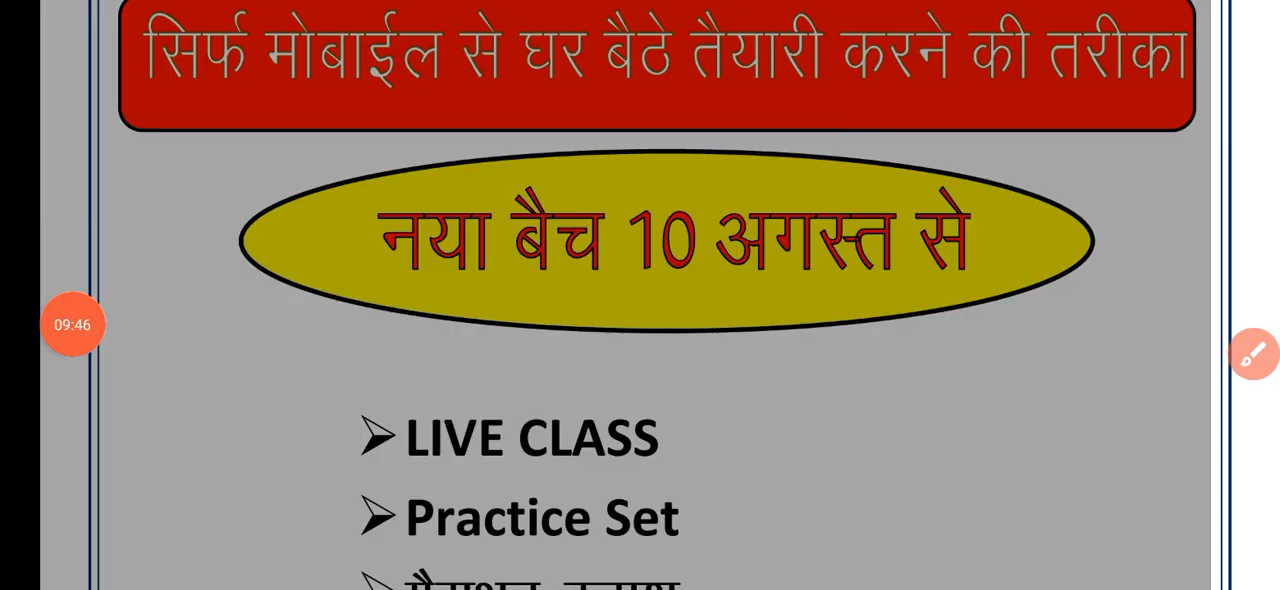 सिर्फ मोबाईल से घर बैठे तैयारी करने की तरीका
नया बैच 10 अगस्त से
09:46
➢ LIVE CLASS
➢ Practice Set